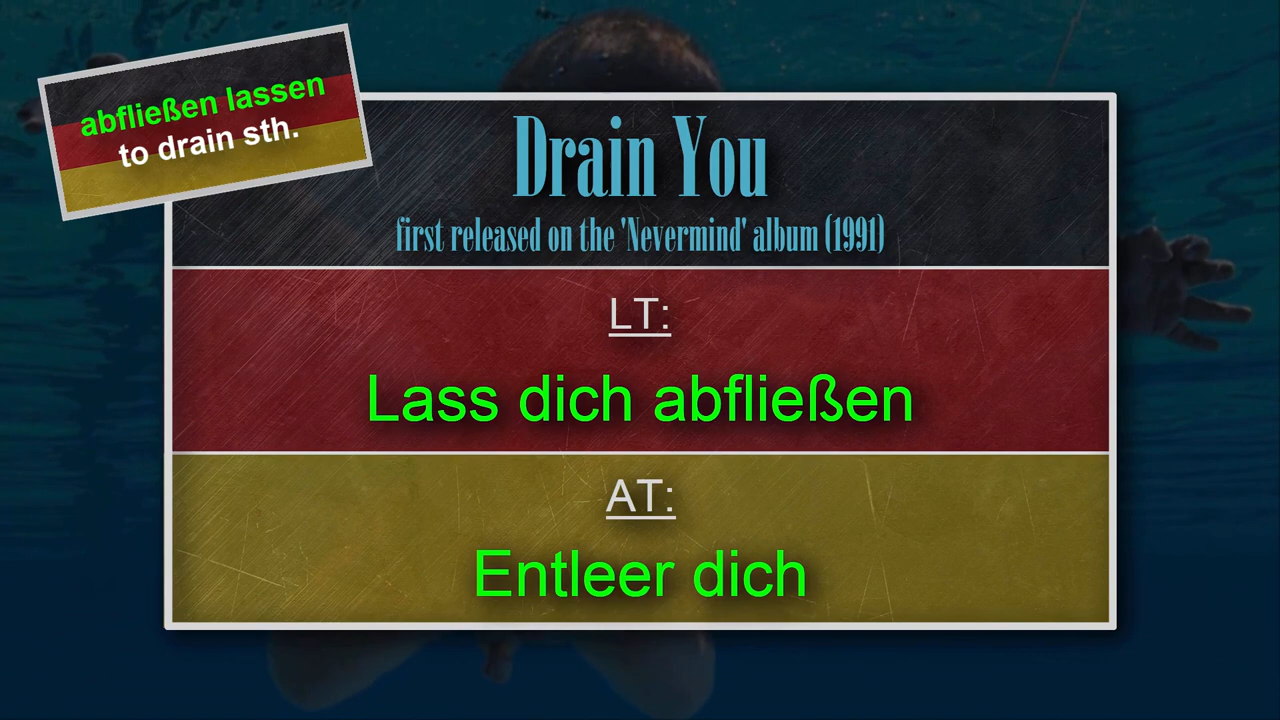 abfließen lassen
to drain sth.
Drain You
first released on the 'Nevermind' album (1991)
LT:
Lass dich abfließen
AT:
Entleer dich